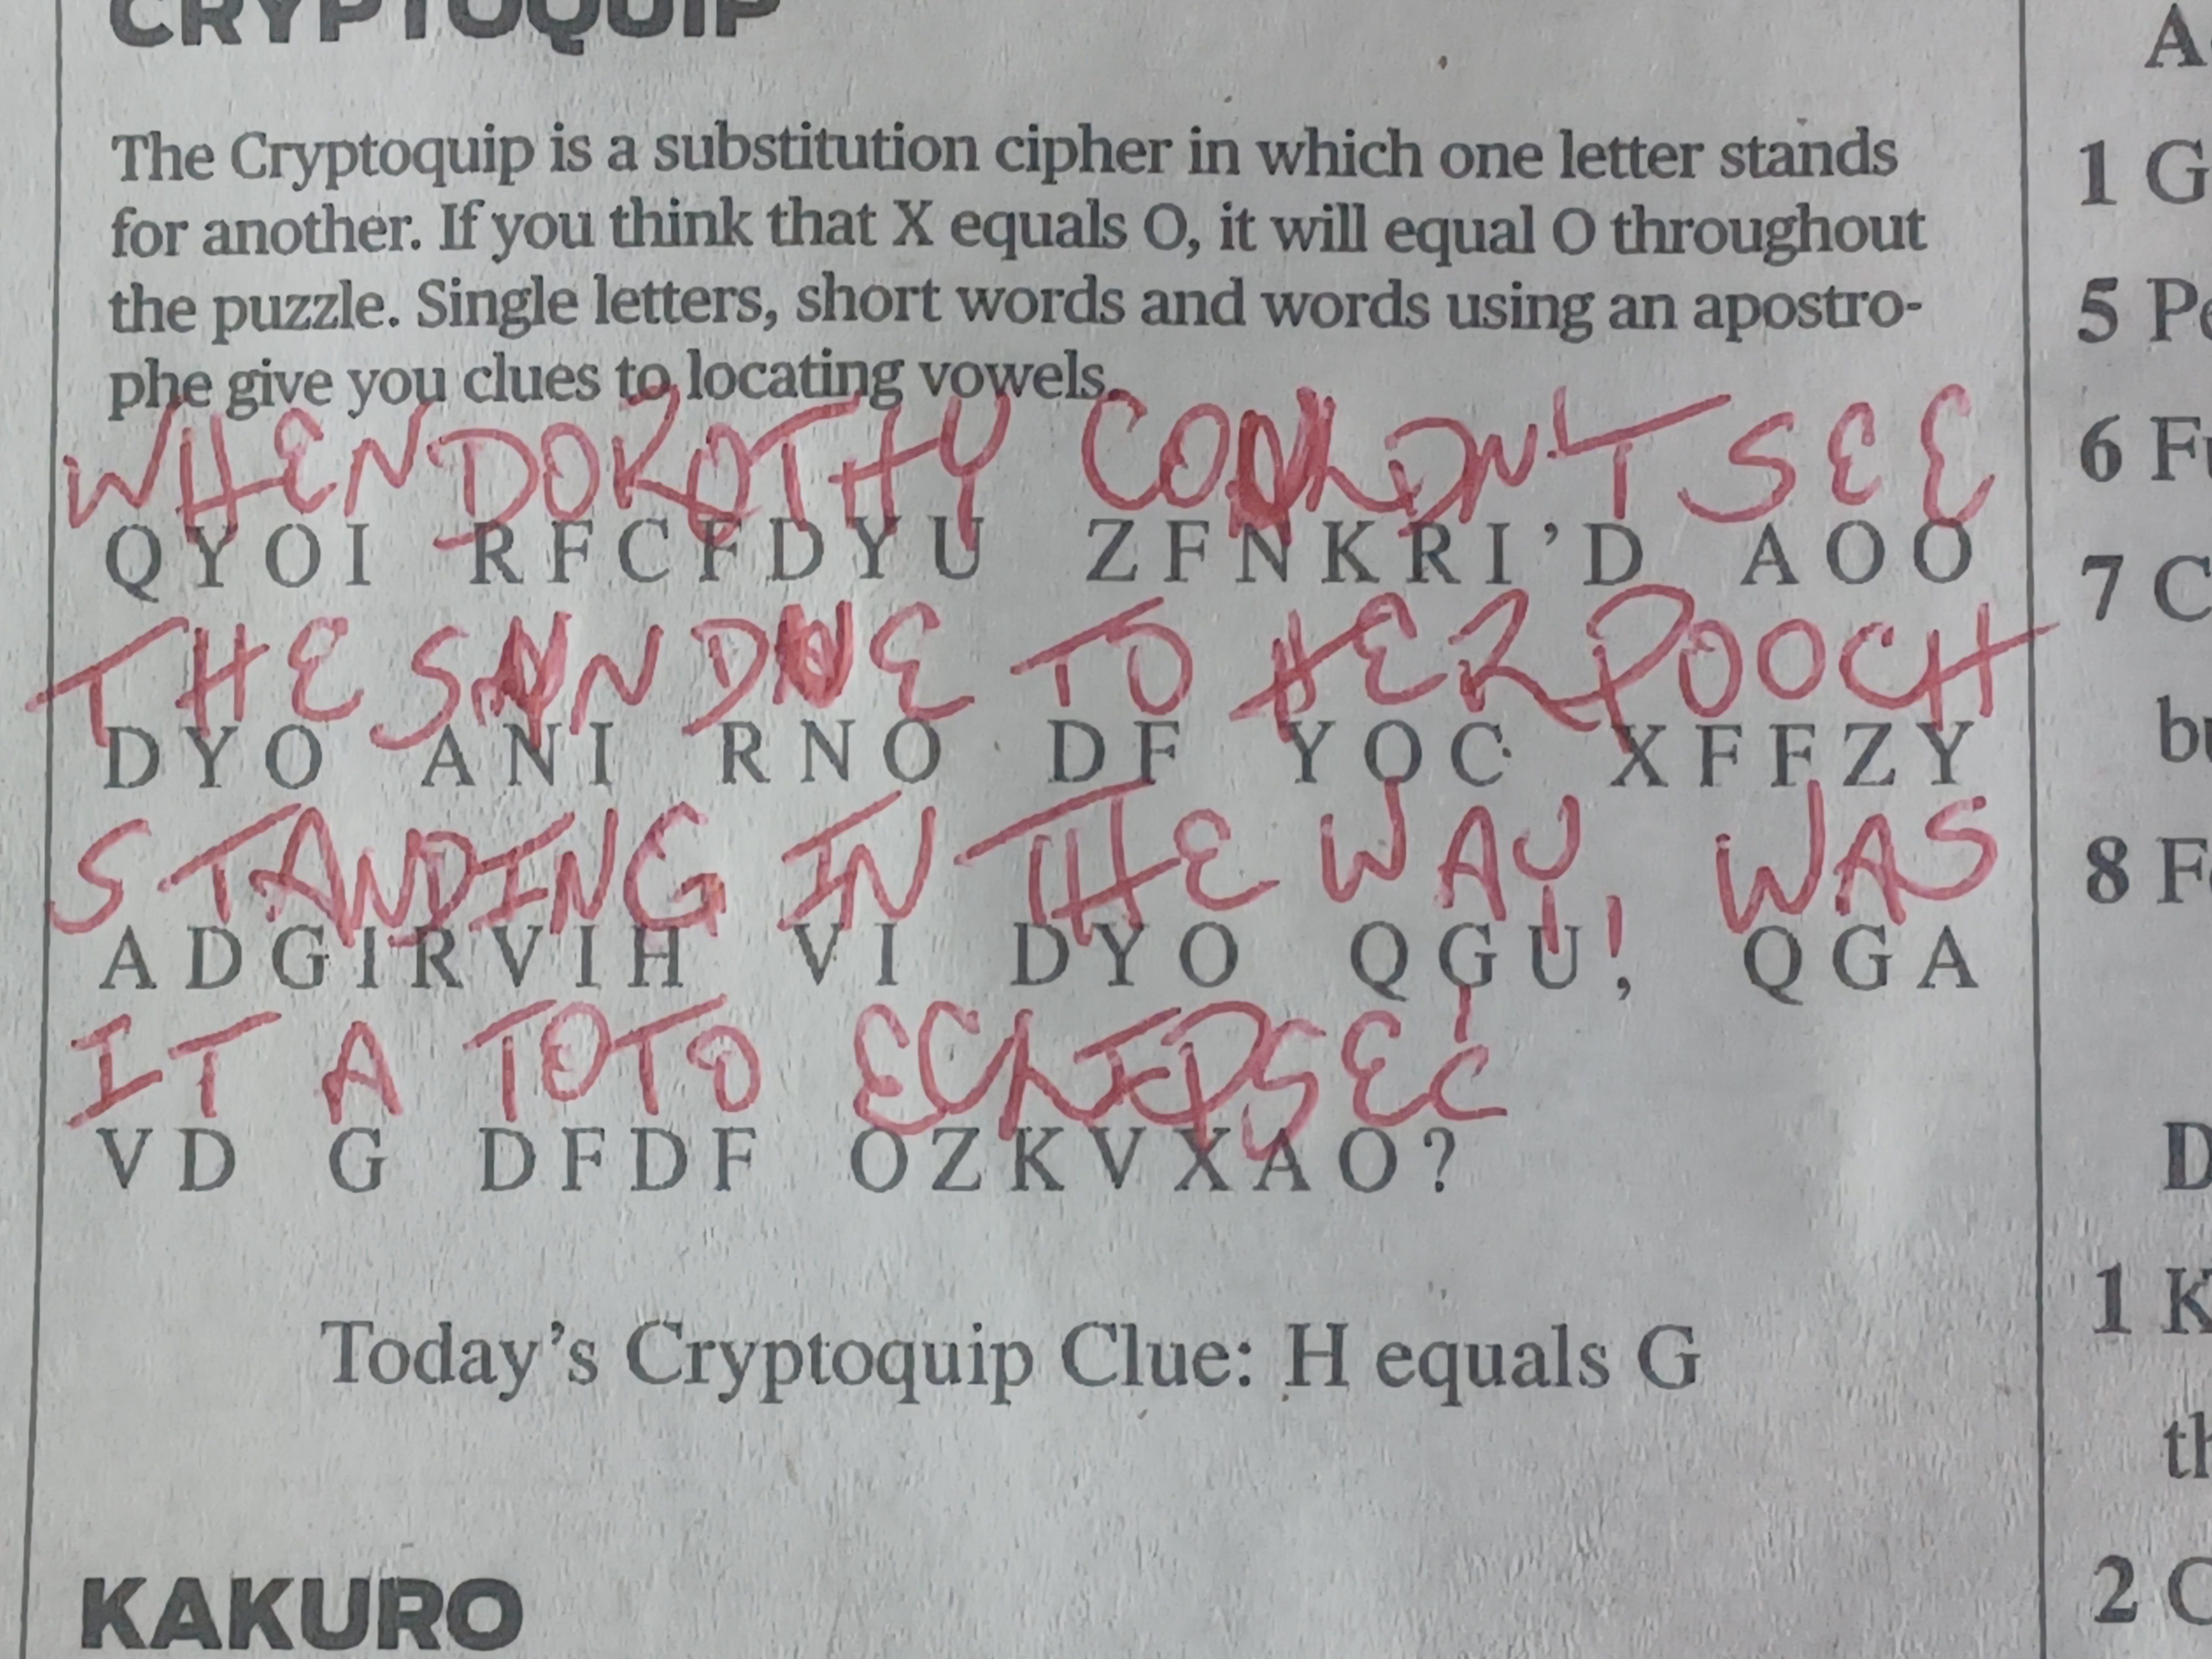 CRYPTOQUIP
The Cryptoquip is a substitution cipher in which one letter stands
for another. If you think that X equals O, it will equal O throughout
the puzzle. Single letters, short words and words using an apostro-
phe give you clues to locating vowels.
WHEN DOROTHY COULDN'T SEE
QYOI RFCFDYU ZFNKRI'D AOO
THE SUN DUE TO HER POOCH
DYO ANI RNO DF YOC XFFZY
STANDING IN THE WAY, WAS
ADGIRVIH VI DYO QGU, QGA
IT A TOTO ECLIPSE?
VD G DFDF OZKVXAO?
Today's Cryptoquip Clue: H equals G
KAKURO
A
1 G
5
6 F
7 C
8 F
D
1 K
2 C